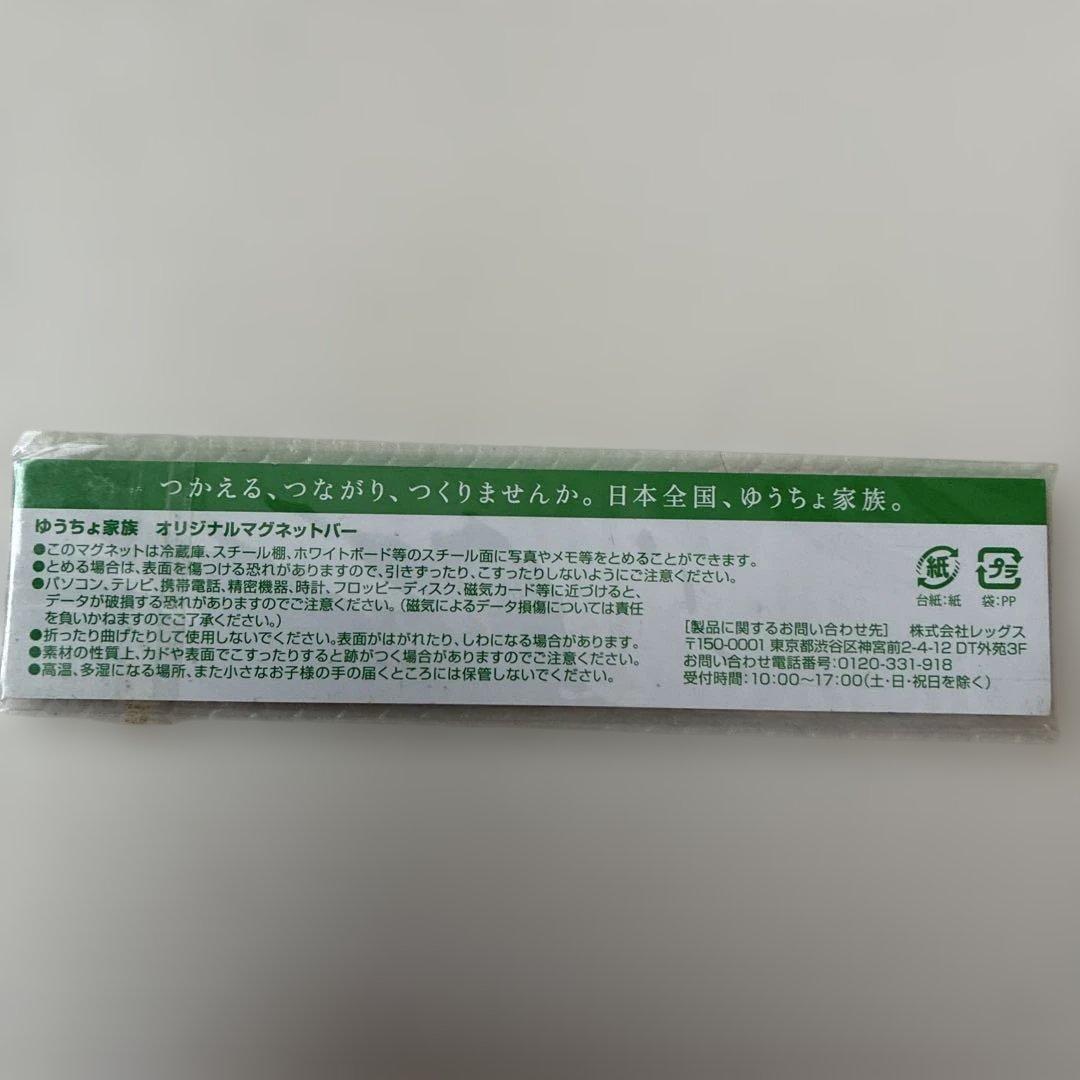 つかえる、つながり、つくりませんか。日本全国、ゆうちょ家族。
ゆうちょ家族 オリジナルマグネットバー
●このマグネットは冷蔵庫、スチール棚、ホワイトボード等のスチール面に写真やメモ等をとめることができます。
●とめる場合は、表面を傷つける恐れがありますので、引きずったり、こすったりしないようにご注意ください。
●パソコン、テレビ、携帯電話、精密機器、時計、フロッピーディスク、磁気カード等に近づけると、
データが破損する恐れがありますのでご注意ください。(磁気によるデータ損傷については責任
を負いかねますのでご了承ください。)
●折ったり曲げたりして使用しないでください。表面がはがれたり、しわになる場合があります。
●素材の性質上、カドや表面でこすったりすると跡がつく場合がありますのでご注意ください。
●高温、多湿になる場所、また小さなお子様の手の届くところには保管しないでください。
紙 プラ
台紙:紙 袋:PP
[製品に関するお問い合わせ先] 株式会社レッグス
〒150-0001 東京都渋谷区神宮前2-4-12 DT外苑3F
お問い合わせ電話番号:0120-331-918
受付時間:10:00〜17:00(土・日・祝日を除く)